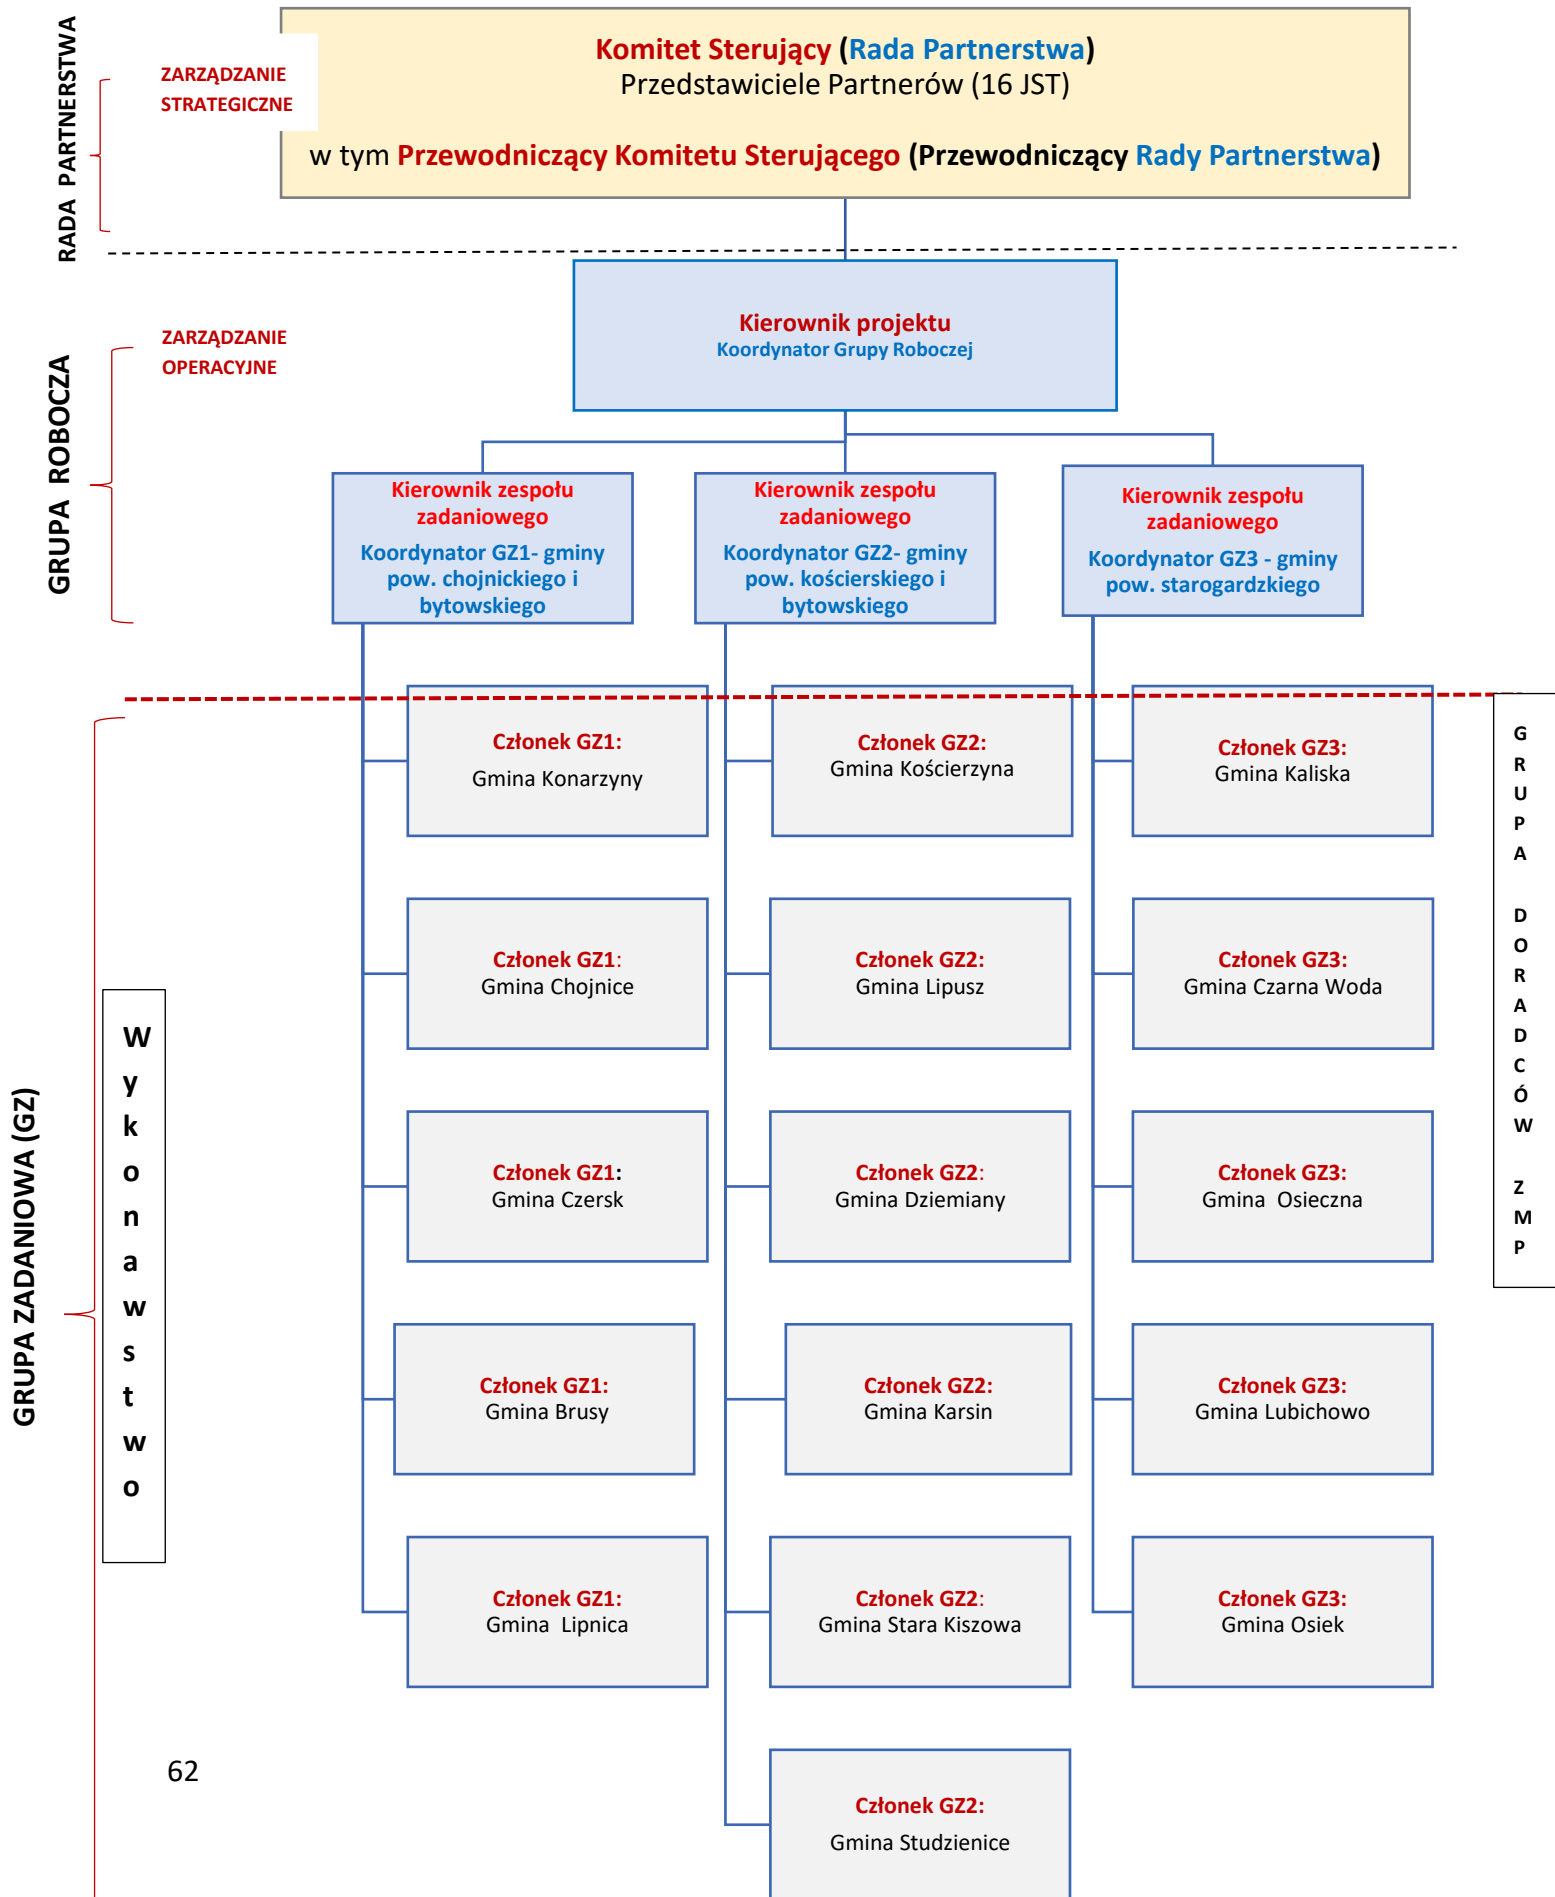 RADA PARTNERSTWA
ZARZĄDZANIE
STRATEGICZNE
Komitet Sterujący (Rada Partnerstwa)
Przedstawiciele Partnerów (16 JST)
w tym Przewodniczący Komitetu Sterującego (Przewodniczący Rady Partnerstwa)
GRUPA ROBOCZA
ZARZĄDZANIE
OPERACYJNE
Kierownik projektu
Koordynator Grupy Roboczej
Kierownik zespołu
zadaniowego
Koordynator GZ1- gminy
pow. chojnickiego i
bytowskiego
Kierownik zespołu
zadaniowego
Koordynator GZ2- gminy
pow. kościerskiego i
bytowskiego
Kierownik zespołu
zadaniowego
Koordynator GZ3 - gminy
pow. starogardzkiego
GRUPA ZADANIOWA (GZ)
Wykonawstwo
Członek GZ1:
Gmina Konarzyny
Członek GZ2:
Gmina Kościerzyna
Członek GZ3:
Gmina Kaliska
Członek GZ1:
Gmina Chojnice
Członek GZ2:
Gmina Lipusz
Członek GZ3:
Gmina Czarna Woda
Członek GZ1:
Gmina Czersk
Członek GZ2:
Gmina Dziemiany
Członek GZ3:
Gmina Osieczna
Członek GZ1:
Gmina Brusy
Członek GZ2:
Gmina Karsin
Członek GZ3:
Gmina Lubichowo
Członek GZ1:
Gmina Lipnica
Członek GZ2:
Gmina Stara Kiszowa
Członek GZ3:
Gmina Osiek
Członek GZ2:
Gmina Studzienice
GRUPA DORADCÓW ZMP
62